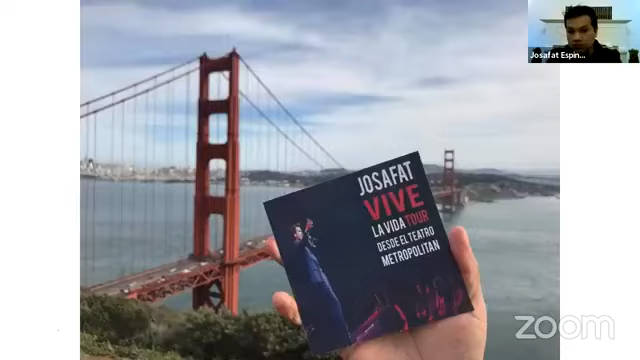 Josafat Espin...
JOSAFAT
VIVE
LA VIDA TOUR
DESDE EL TEATRO
METROPOLITAN
zoom